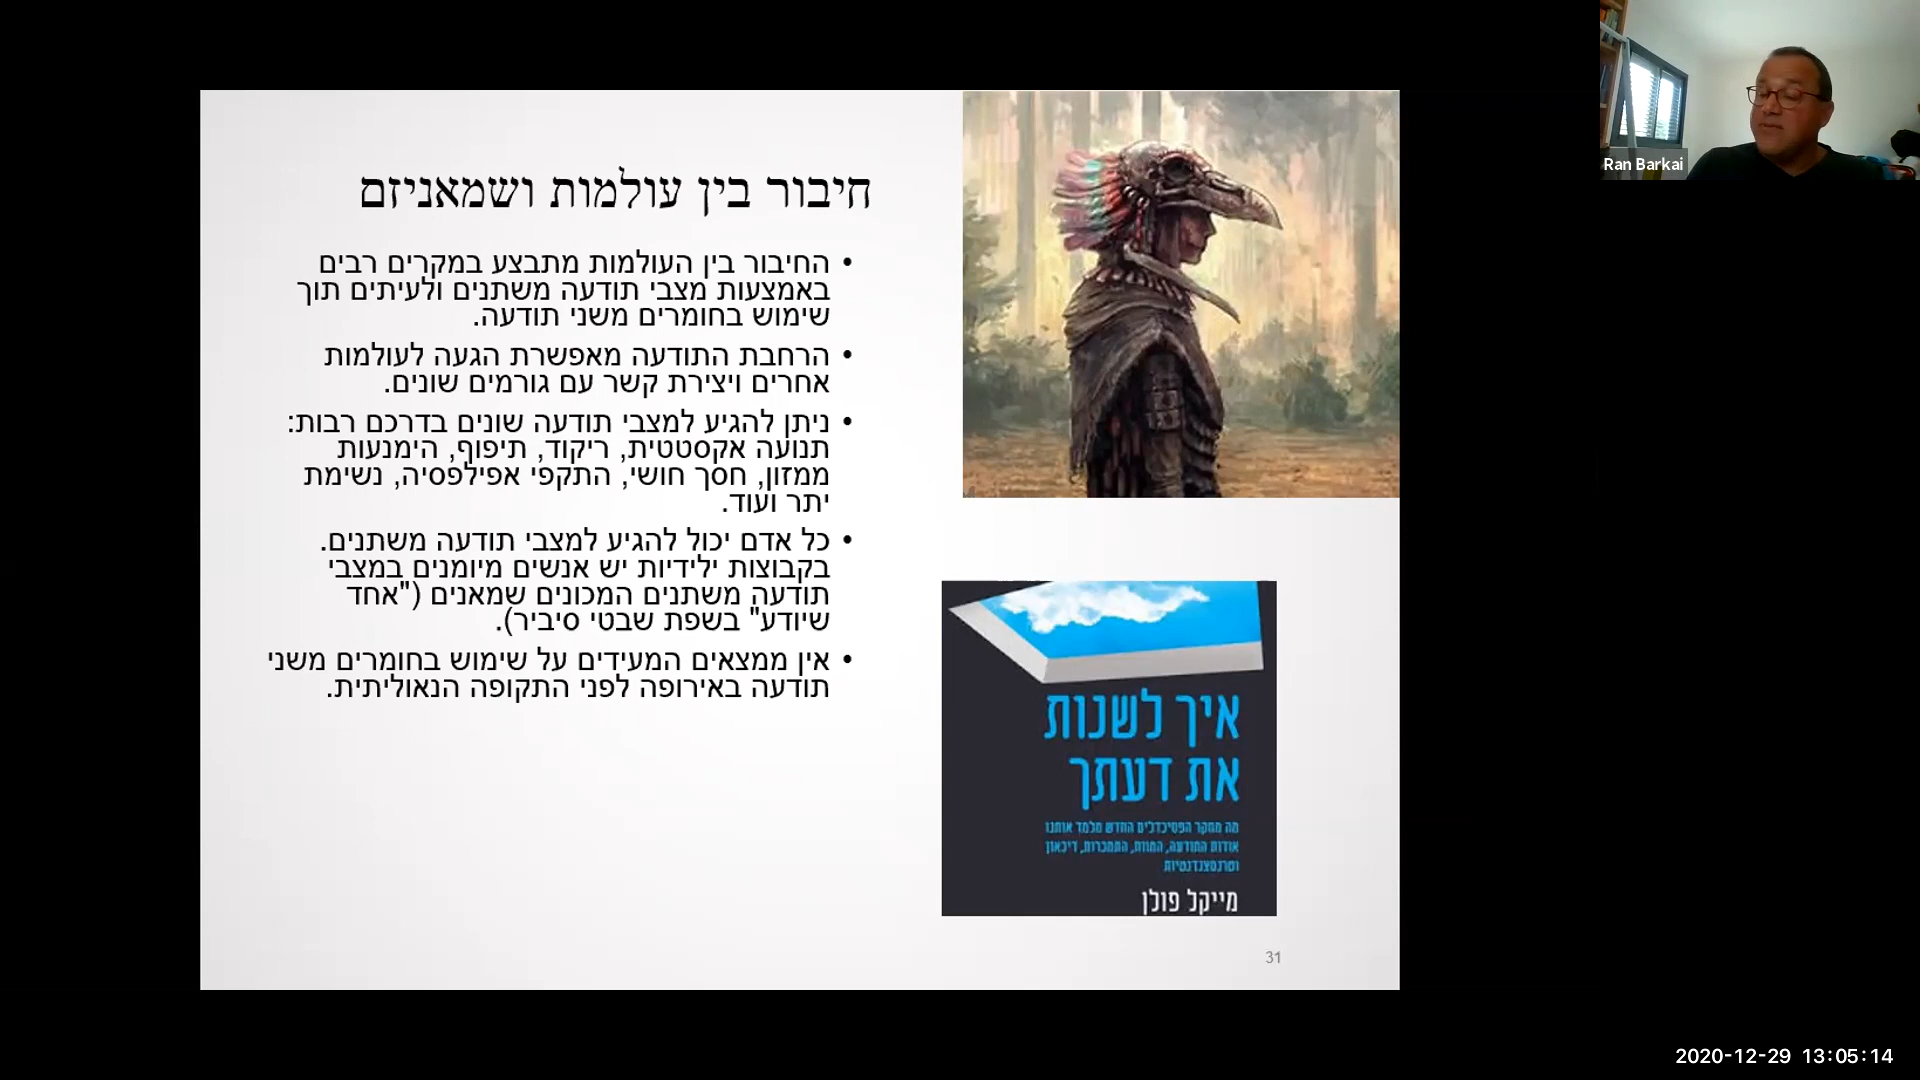 חיבור בין עולמות ושמאניזם
• החיבור בין העולמות מתבצע במקרים רבים
באמצעות מצבי תודעה משתנים ולעיתים תוך
שימוש בחומרים משני תודעה.
• הרחבת התודעה מאפשרת הגעה לעולמות
אחרים ויצירת קשר עם גורמים שונים.
• ניתן להגיע למצבי תודעה שונים בדרכם רבות:
תנועה אקסטטית, ריקוד, תיפוף, הימנעות
ממזון, חסך חושי, התקפי אפילפסיה, נשימת
יתר ועוד.
• כל אדם יכול להגיע למצבי תודעה משתנים.
בקבוצות ילידיות יש אנשים מיומנים במצבי
תודעה משתנים המכונים שמאנים ("אחד
שיודע" בשפת שבטי סיביר).
• אין ממצאים המעידים על שימוש בחומרים משני
תודעה באירופה לפני התקופה הנאוליתית.
איך לשנות
את דעתך
מה מחקר הפסיכדלים החדש מלמד אותנו
אודות התודעה, המוות, התמכרות, דיכאון
וטרנסצנדנטיות
מייקל פולן
31
Ran Barkai
2020-12-29 13:05:14